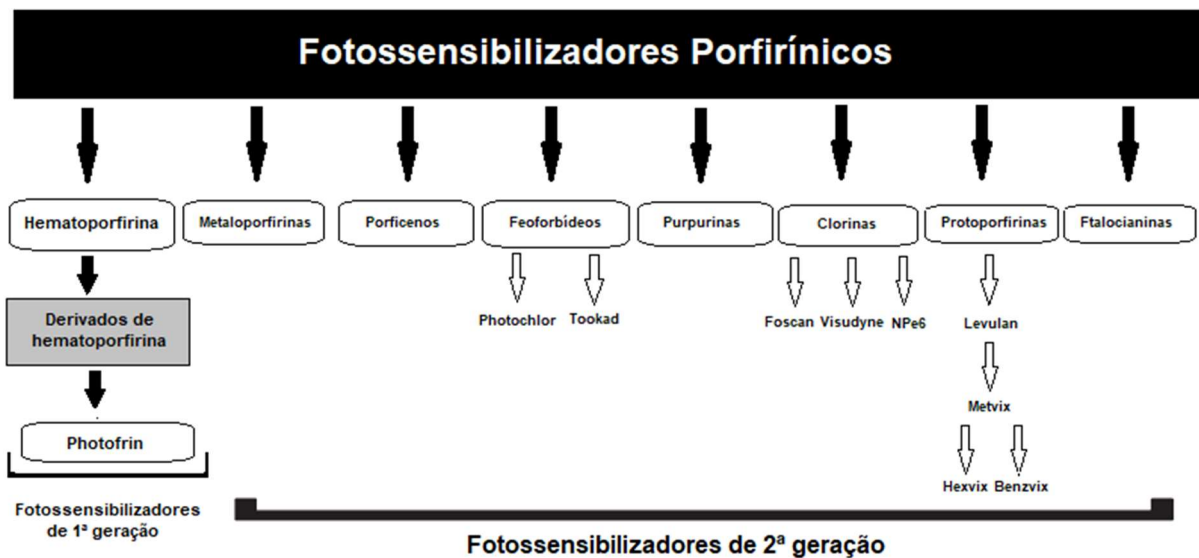 Fotossensibilizadores Porfirínicos
Hematoporfirina
Metaloporfirinas
Porficenos
Feoforbídeos
Purpurinas
Clorinas
Protoporfirinas
Ftalocianinas
Derivados de
hematoporfirina
Photochlor
Tookad
Foscan
Visudyne
NPe6
Levulan
Metvix
Photofrin
Hexvix
Benzvix
Fotossensibilizadores
de 1ª geração
Fotossensibilizadores de 2ª geração